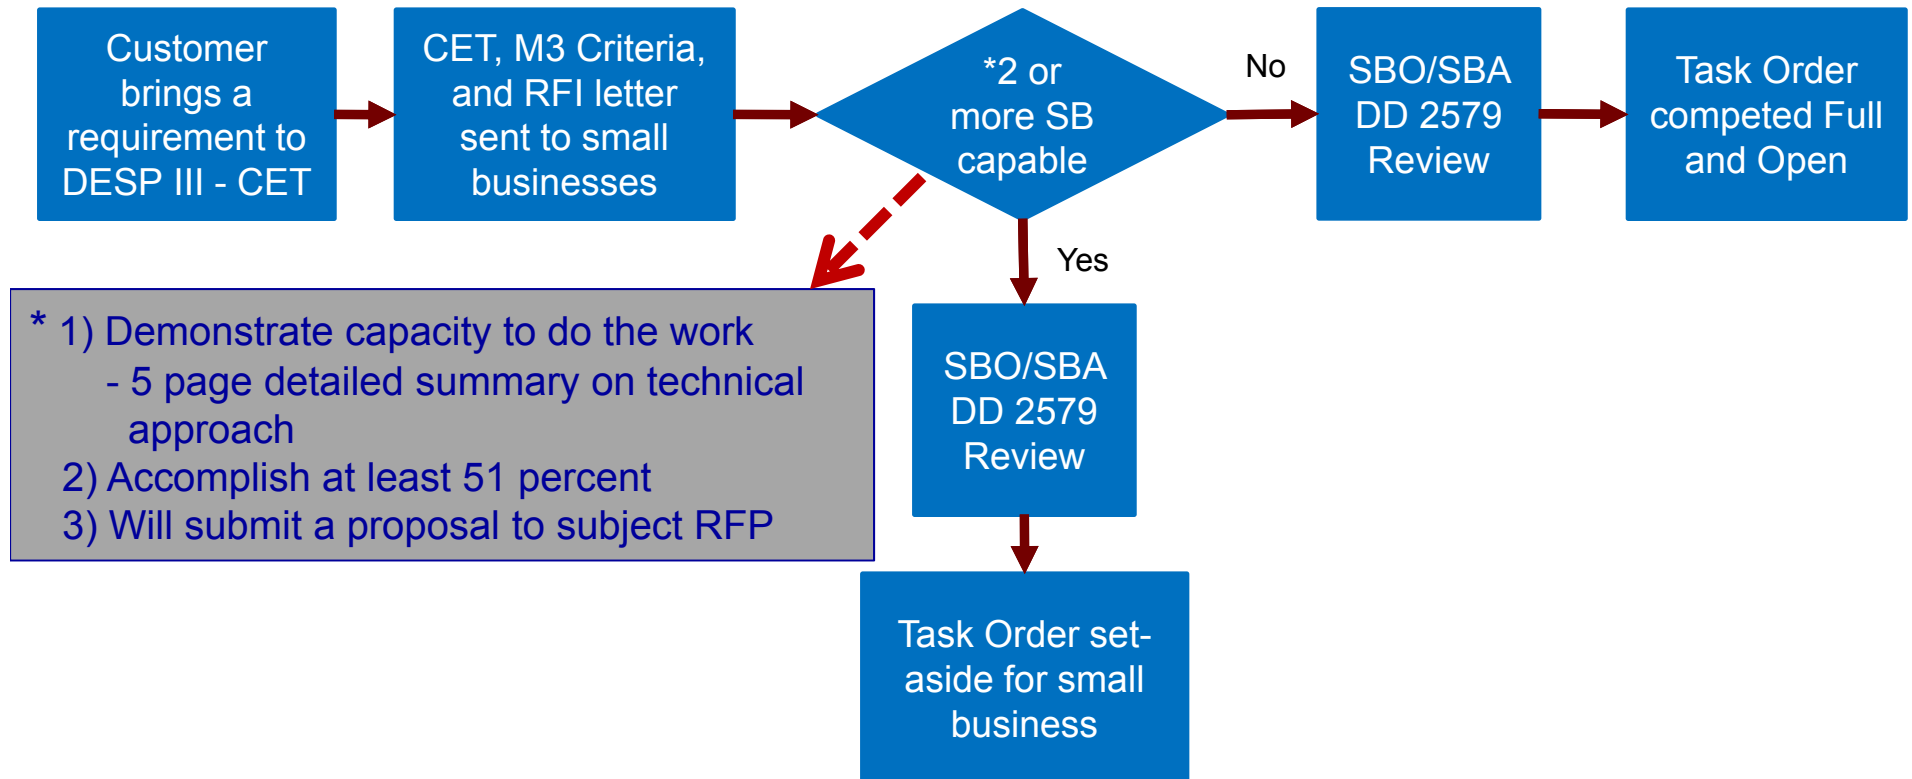 Customer
brings a
requirement to
DESP III - CET
CET, M3 Criteria,
and RFI letter
sent to small
businesses
*2 or
more SB
capable
No
SBO/SBA
DD 2579
Review
Task Order
competed Full
and Open
Yes
* 1) Demonstrate capacity to do the work
- 5 page detailed summary on technical
approach
2) Accomplish at least 51 percent
3) Will submit a proposal to subject RFP
SBO/SBA
DD 2579
Review
Task Order set-
aside for small
business